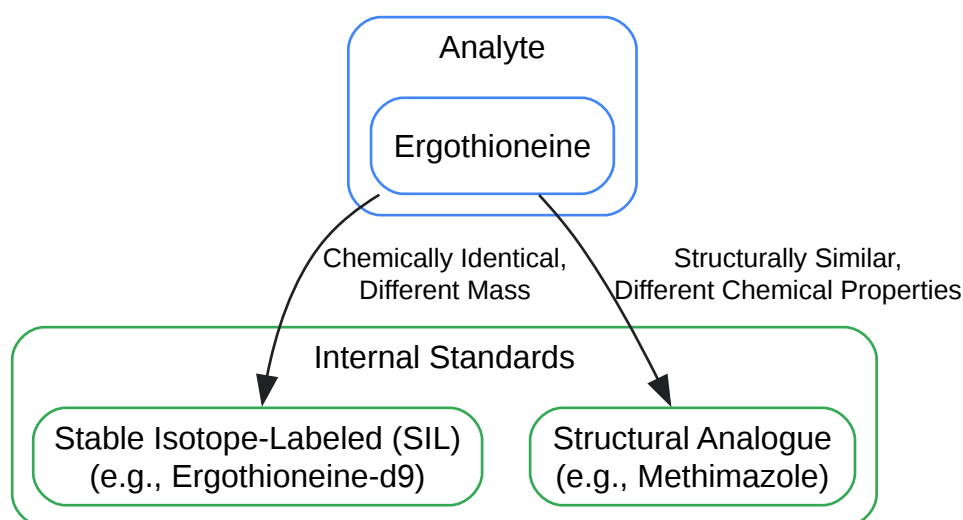 Analyte
Ergothioneine
Chemically Identical,
Different Mass
Structurally Similar,
Different Chemical Properties
Internal Standards
Stable Isotope-Labeled (SIL)
(e.g., Ergothioneine-d9)
Structural Analogue
(e.g., Methimazole)